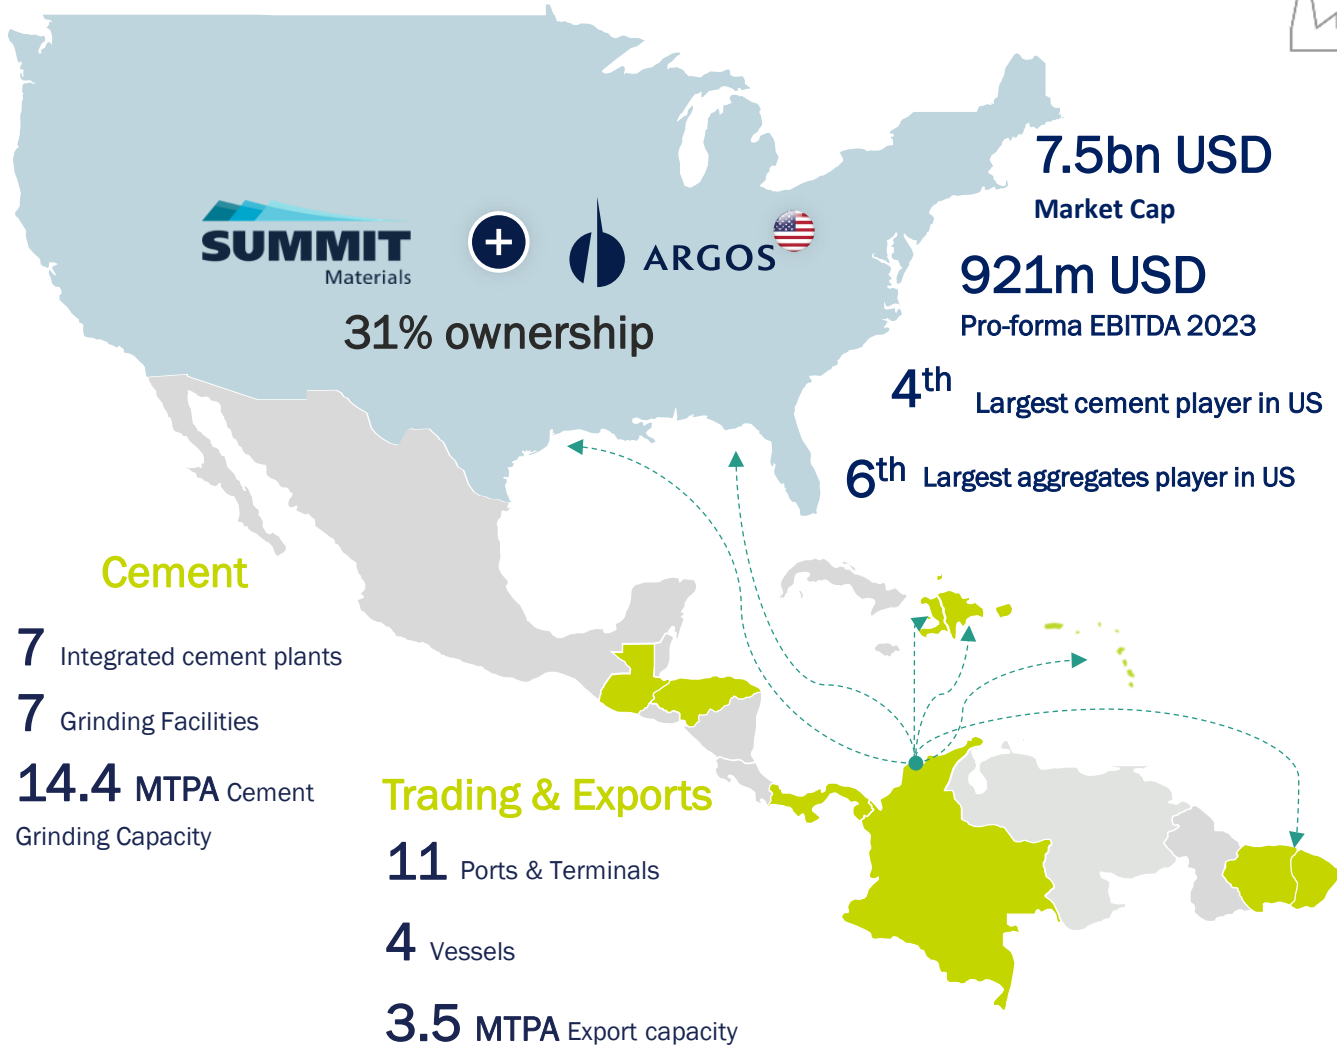 7.5bn USD
Market Cap
SUMMIT
Materials
+
ARGOS
31% ownership
921m USD
Pro-forma EBITDA 2023
4th Largest cement player in US
6th Largest aggregates player in US
Cement
7 Integrated cement plants
7 Grinding Facilities
14.4 MTPA Cement
Grinding Capacity
Trading & Exports
11 Ports & Terminals
4 Vessels
3.5 MTPA Export capacity